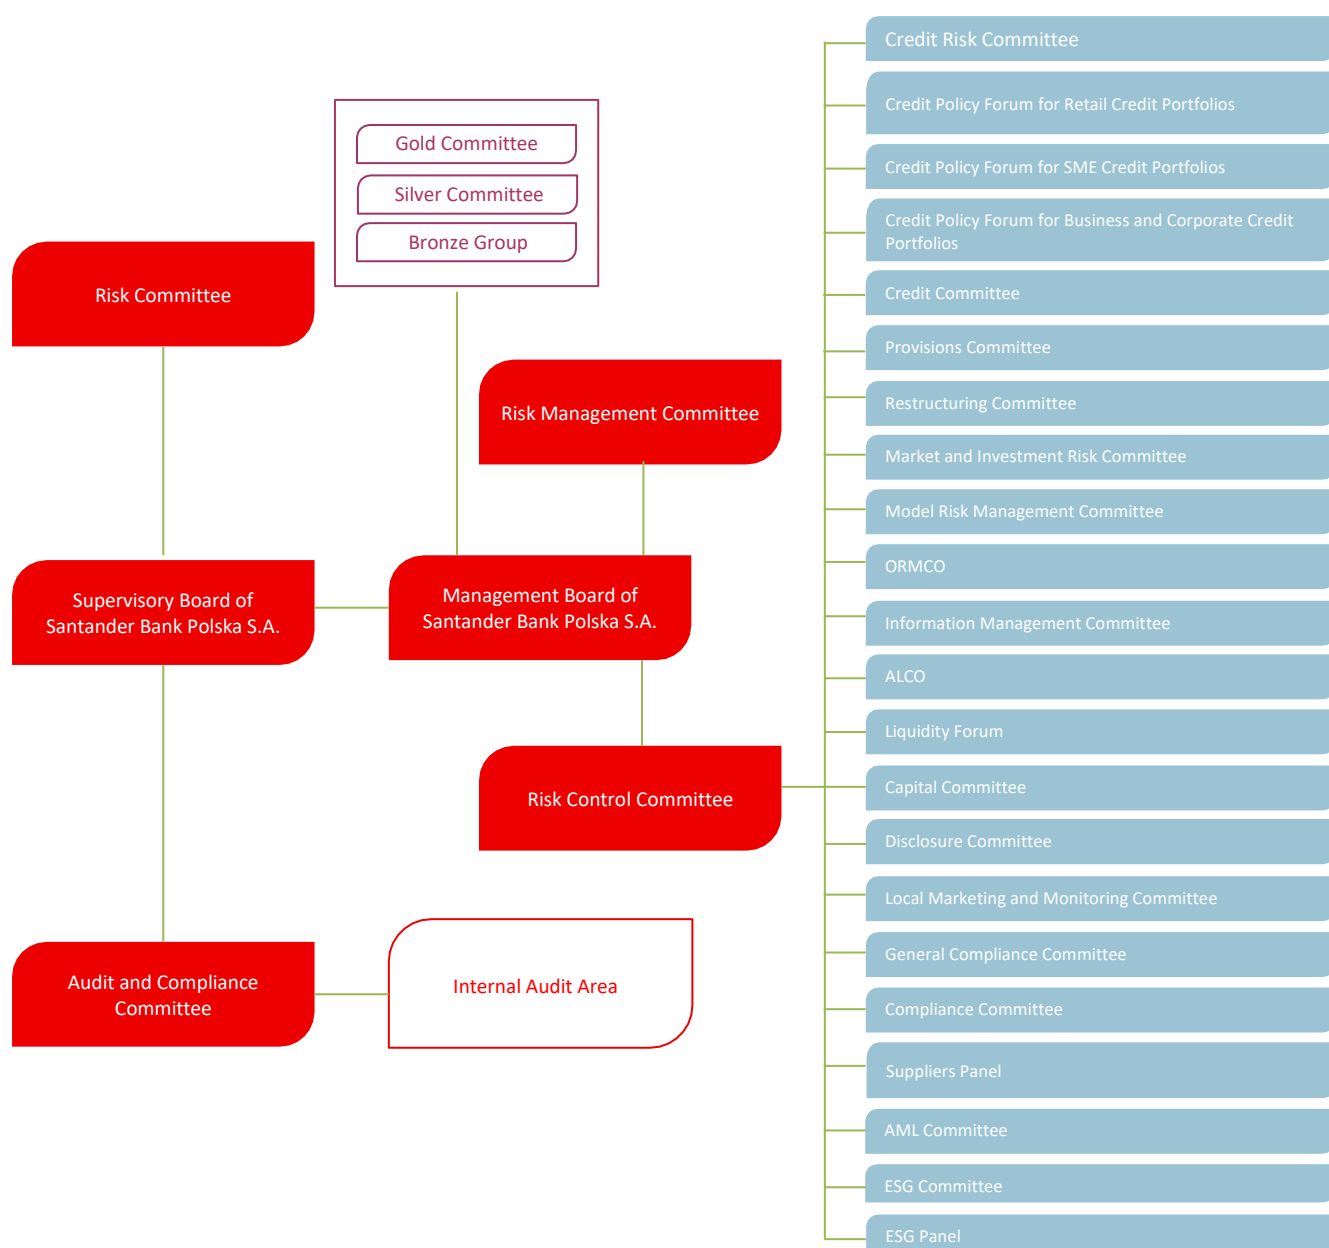 Gold Committee
Silver Committee
Bronze Group
Risk Committee
Risk Management Committee
Supervisory Board of
Santander Bank Polska S.A.
Management Board of
Santander Bank Polska S.A.
Risk Control Committee
Audit and Compliance
Committee
Internal Audit Area
Credit Risk Committee
Credit Policy Forum for Retail Credit Portfolios
Credit Policy Forum for SME Credit Portfolios
Credit Policy Forum for Business and Corporate Credit
Portfolios
Credit Committee
Provisions Committee
Restructuring Committee
Market and Investment Risk Committee
Model Risk Management Committee
ORMCO
Information Management Committee
ALCO
Liquidity Forum
Capital Committee
Disclosure Committee
Local Marketing and Monitoring Committee
General Compliance Committee
Compliance Committee
Suppliers Panel
AML Committee
ESG Committee
ESG Panel